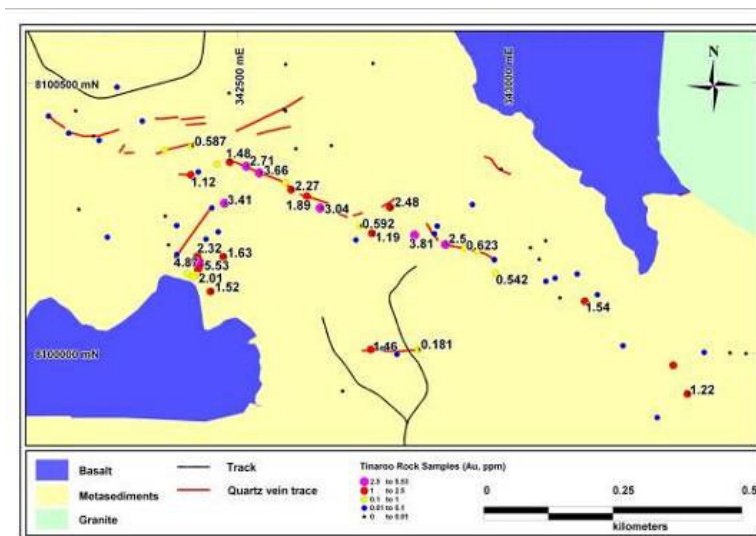 8100500 mN
342500 mE
343000 mE
N
0.587
1.48
2.71
3.66
1.12
2.27
1.89
3.41
3.04
2.48
0.592
1.19
3.81
2.5
0.623
2.32
1.63
4.87
5.53
2.01
0.542
1.52
1.54
8100000 mN
1.46
0.181
1.22
Basalt
Metasediments
Granite
Track
Quartz vein trace
Tinaroo Rock Samples (Au, ppm)
2.5 to 5.53
1 to 2.5
0.1 to 1
0.01 to 0.1
0 to 0.01
0 0.25 0.5
kilometers